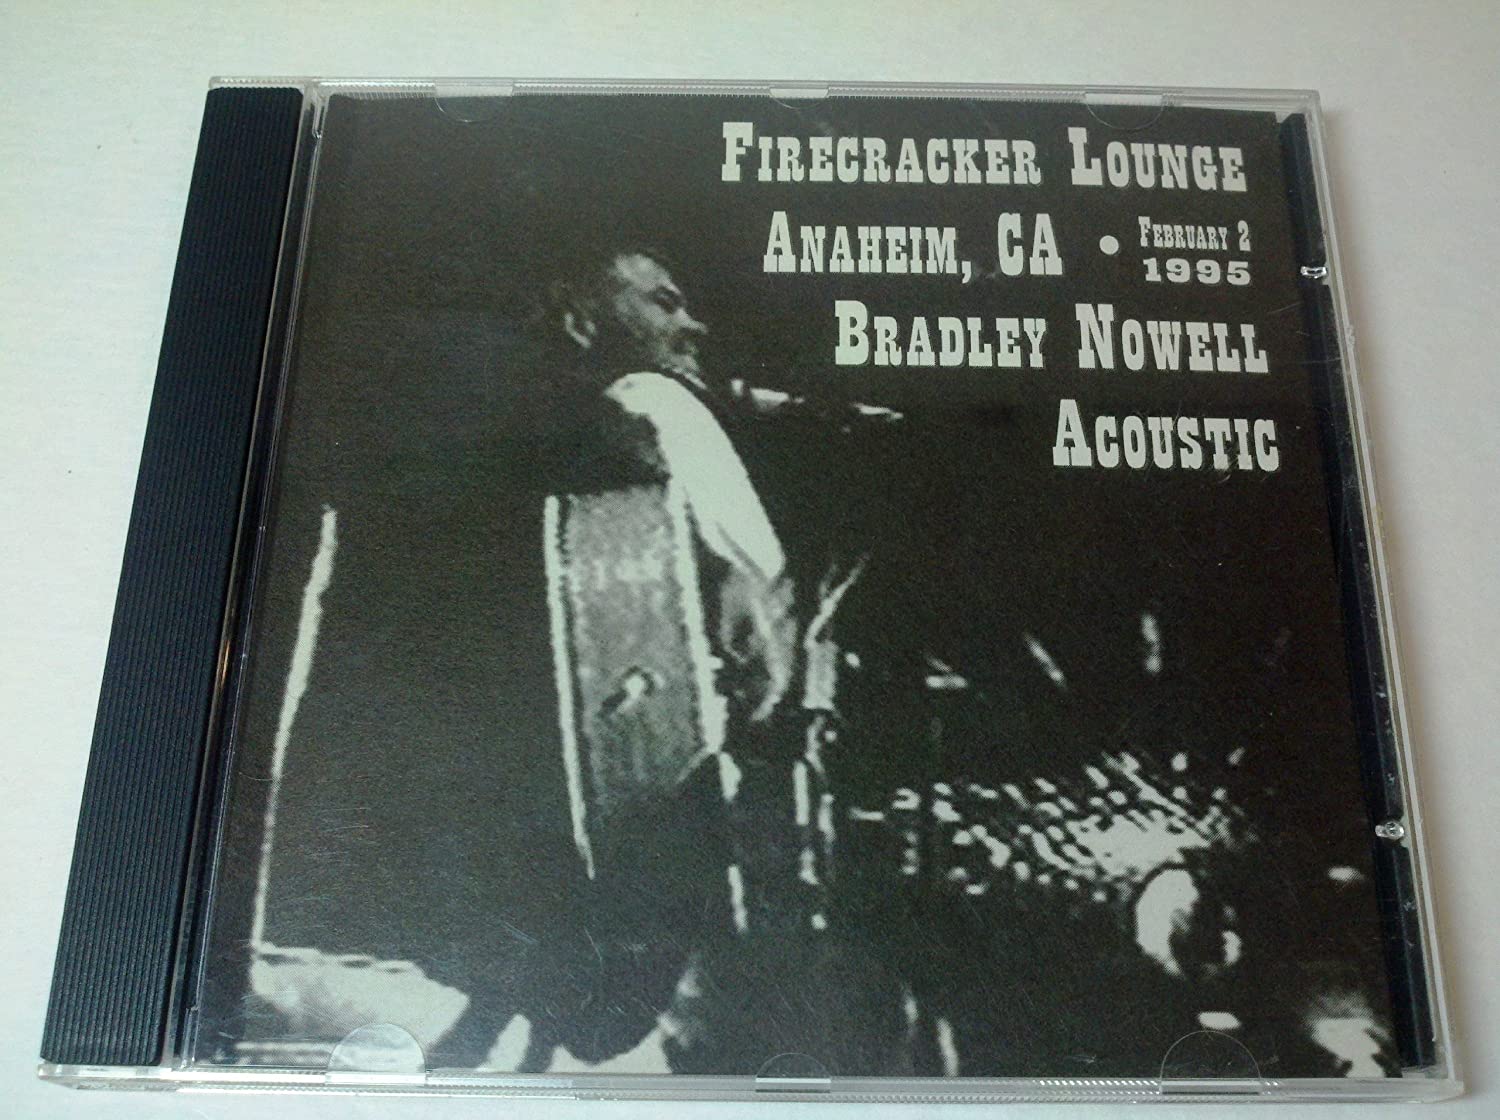 FIRECRACKER LOUNGE
ANAHEIM, CA • FEBRUARY 2
1995
BRADLEY NOWELL
ACOUSTIC